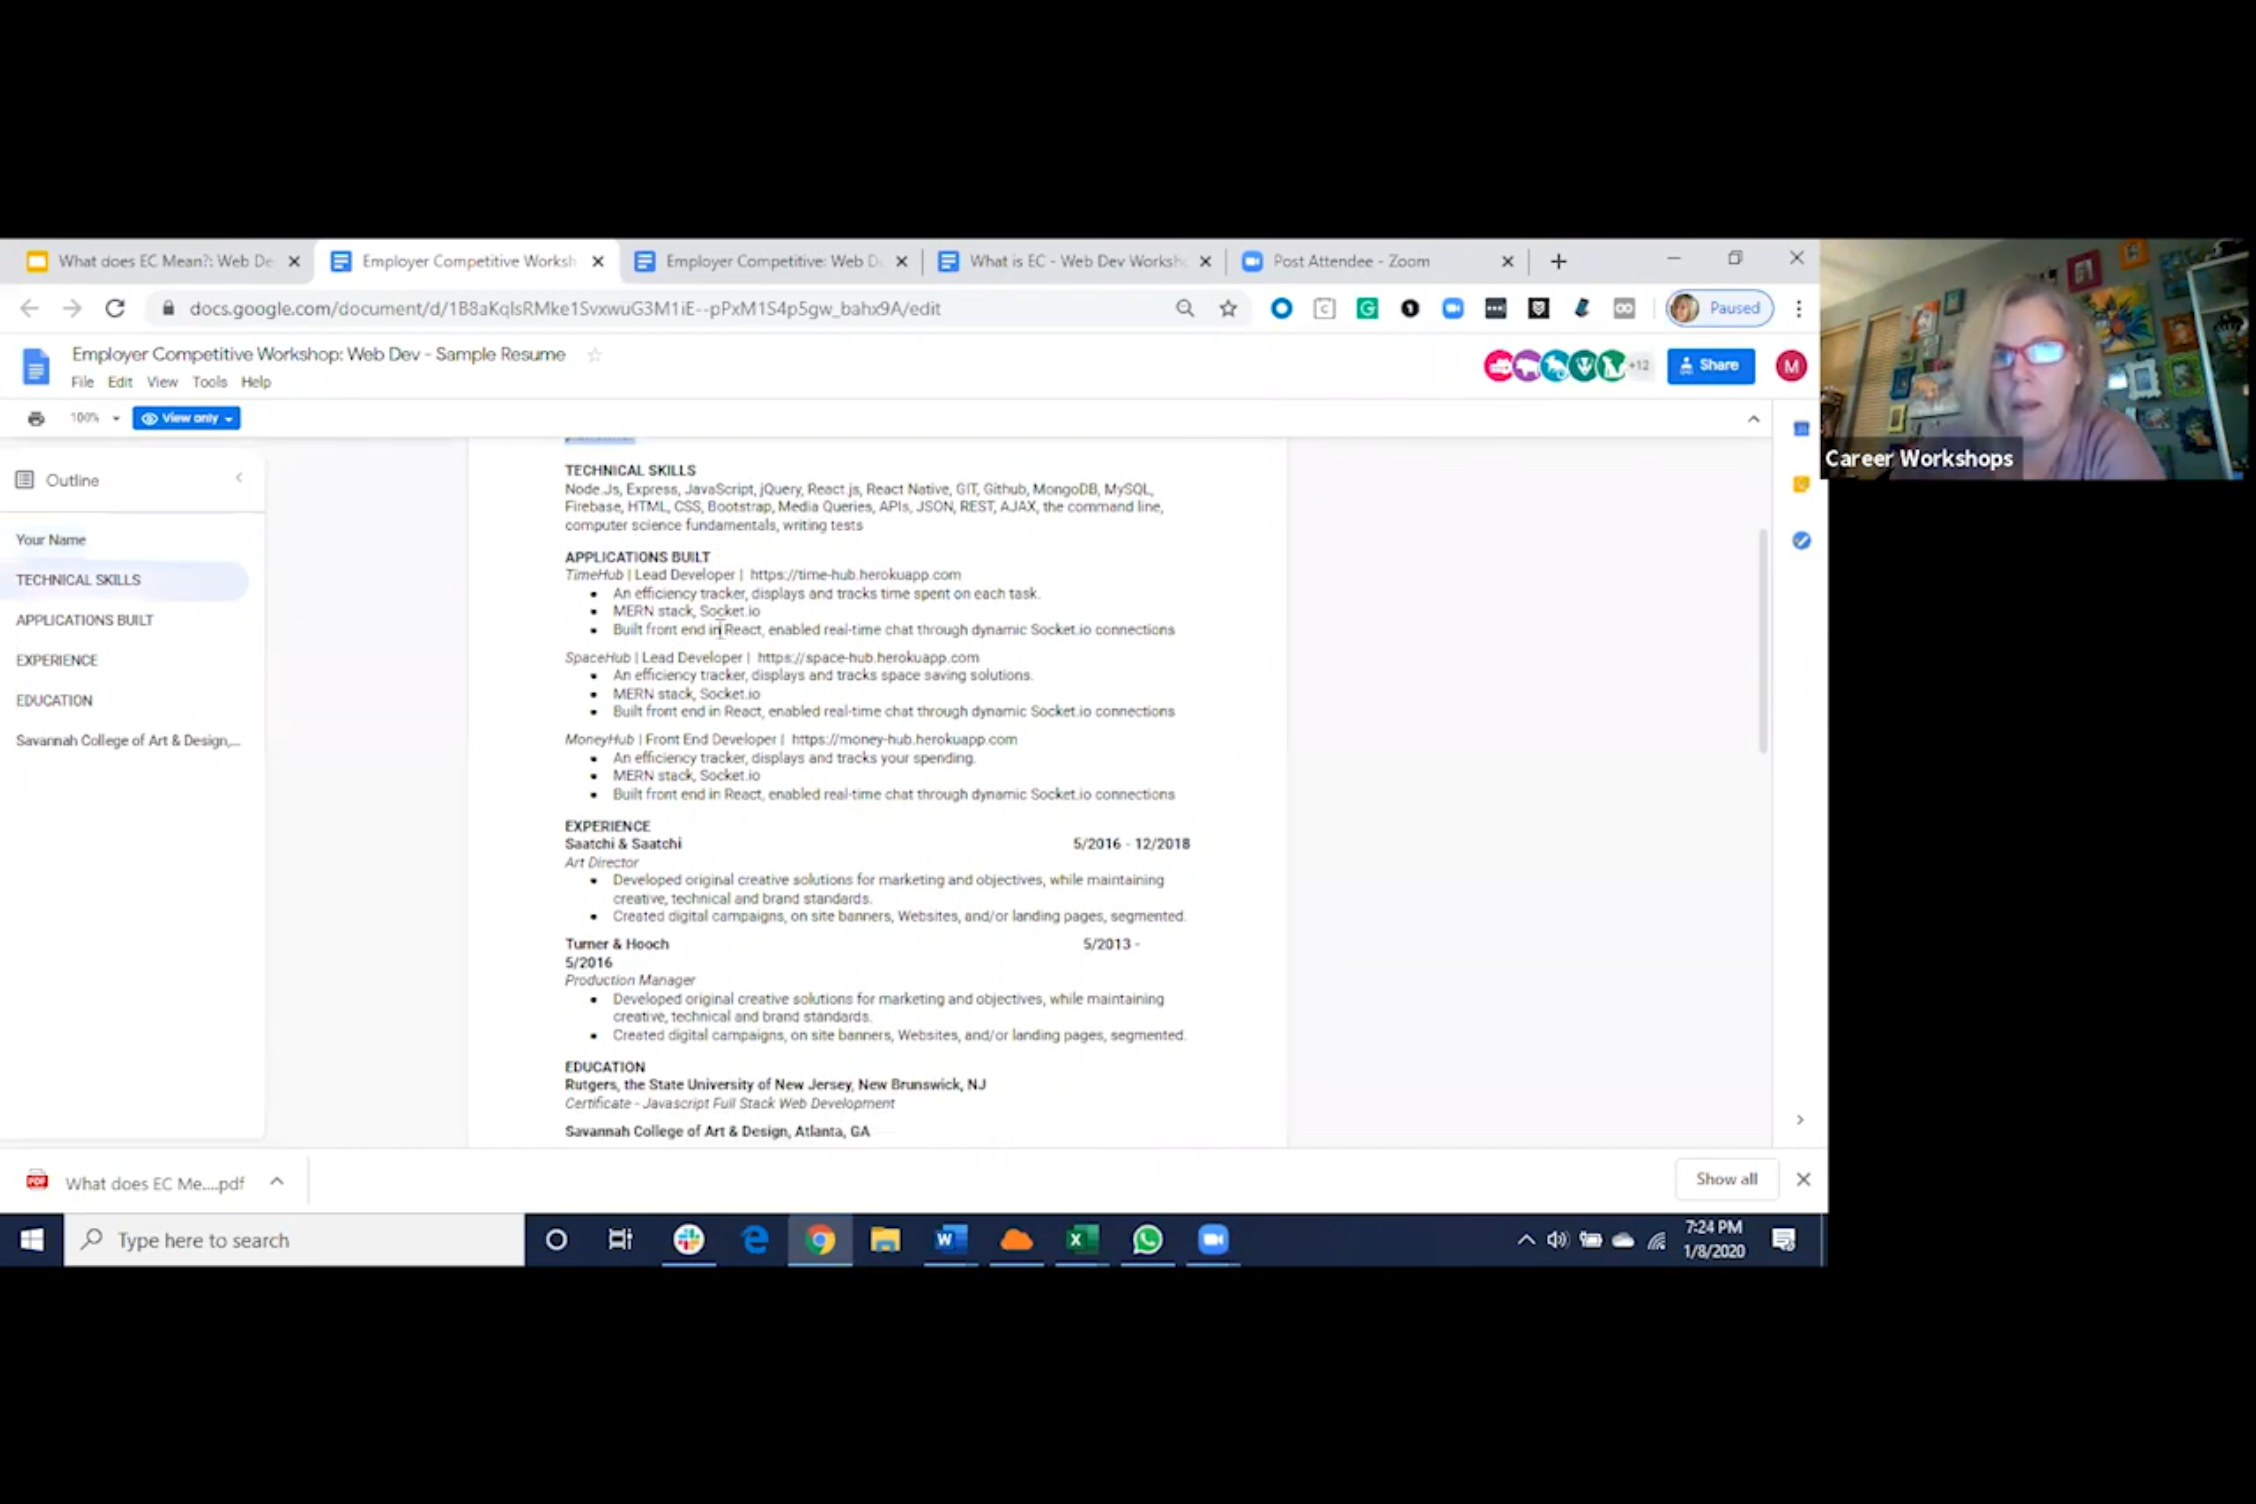 What does EC Mean?: Web De
Employer Competitive Worksh
Employer Competitive: Web D
What is EC - Web Dev Worksh
Post Attendee - Zoom
docs.google.com/document/d/1B8aKqlsRMke1SvxwuG3M1iE--pPxM1S4p5gw_bahx9A/edit
Paused
Employer Competitive Workshop: Web Dev - Sample Resume
File Edit View Tools Help
+12
Share
M
100%
View only
Career Workshops
Outline
Your Name
TECHNICAL SKILLS
APPLICATIONS BUILT
EXPERIENCE
EDUCATION
Savannah College of Art & Design,...
TECHNICAL SKILLS
Node.Js, Express, JavaScript, jQuery, React.js, React Native, GIT, Github, MongoDB, MySQL,
Firebase, HTML, CSS, Bootstrap, Media Queries, APIs, JSON, REST, AJAX, the command line,
computer science fundamentals, writing tests
APPLICATIONS BUILT
TimeHub | Lead Developer | https://time-hub.herokuapp.com
• An efficiency tracker, displays and tracks time spent on each task.
• MERN stack, Socket.io
• Built front end in React, enabled real-time chat through dynamic Socket.io connections
SpaceHub | Lead Developer | https://space-hub.herokuapp.com
• An efficiency tracker, displays and tracks space saving solutions.
• MERN stack, Socket.io
• Built front end in React, enabled real-time chat through dynamic Socket.io connections
MoneyHub | Front End Developer | https://money-hub.herokuapp.com
• An efficiency tracker, displays and tracks your spending.
• MERN stack, Socket.io
• Built front end in React, enabled real-time chat through dynamic Socket.io connections
EXPERIENCE
Saatchi & Saatchi 5/2016 - 12/2018
Art Director
• Developed original creative solutions for marketing and objectives, while maintaining
creative, technical and brand standards.
• Created digital campaigns, on site banners, Websites, and/or landing pages, segmented.
Turner & Hooch 5/2013 -
5/2016
Production Manager
• Developed original creative solutions for marketing and objectives, while maintaining
creative, technical and brand standards.
• Created digital campaigns, on site banners, Websites, and/or landing pages, segmented.
EDUCATION
Rutgers, the State University of New Jersey, New Brunswick, NJ
Certificate - Javascript Full Stack Web Development
Savannah College of Art & Design, Atlanta, GA
What does EC Me....pdf
Show all
Type here to search
7:24 PM
1/8/2020